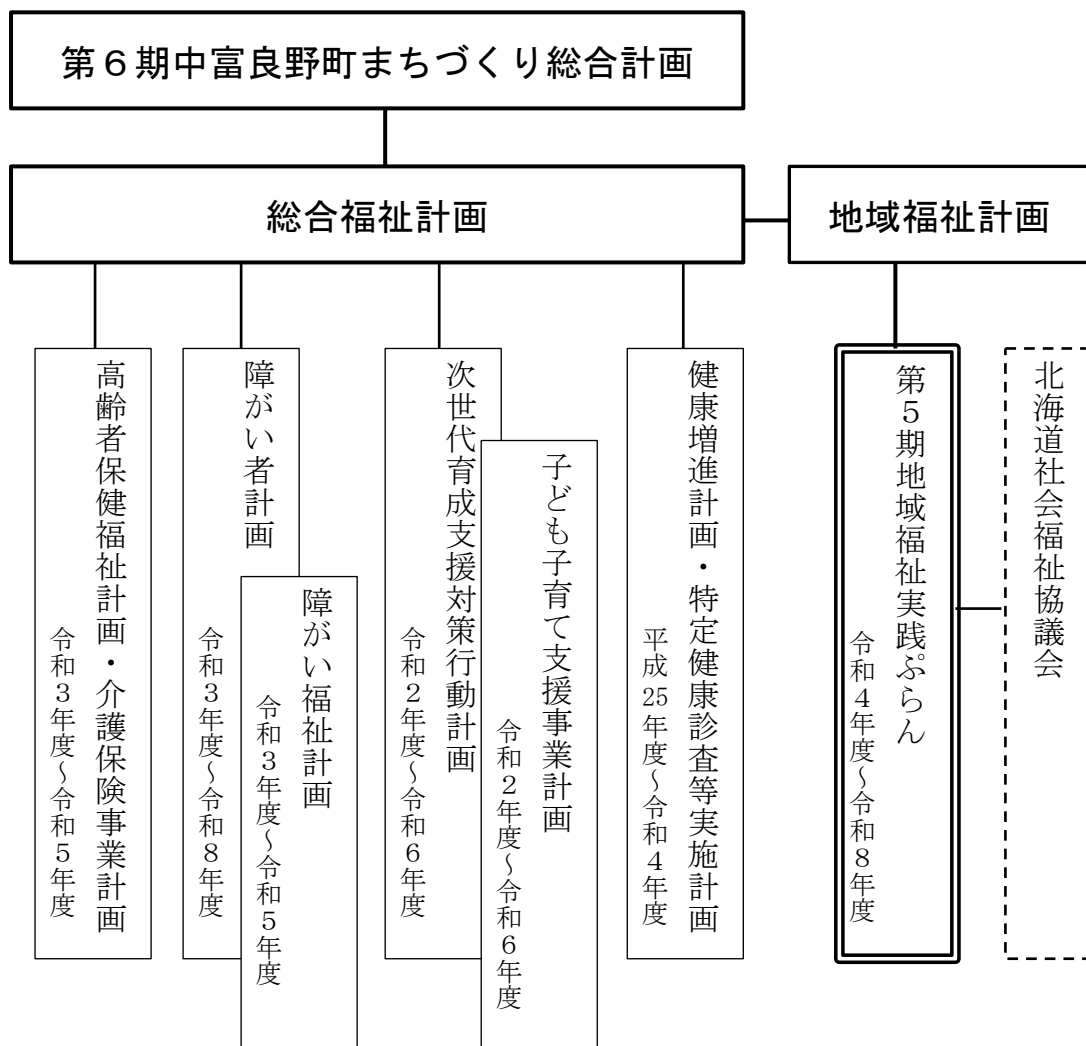 第６期中富良野町まちづくり総合計画
総合福祉計画
地域福祉計画
高齢者保健福祉計画・介護保険事業計画
令和３年度～令和５年度
障がい者計画
令和３年度～令和８年度
障がい福祉計画
令和３年度～令和５年度
次世代育成支援対策行動計画
令和２年度～令和６年度
子ども子育て支援事業計画
令和２年度～令和６年度
健康増進計画・特定健康診査等実施計画
平成25年度～令和４年度
第５期地域福祉実践ぷらん
令和４年度～令和８年度
北海道社会福祉協議会